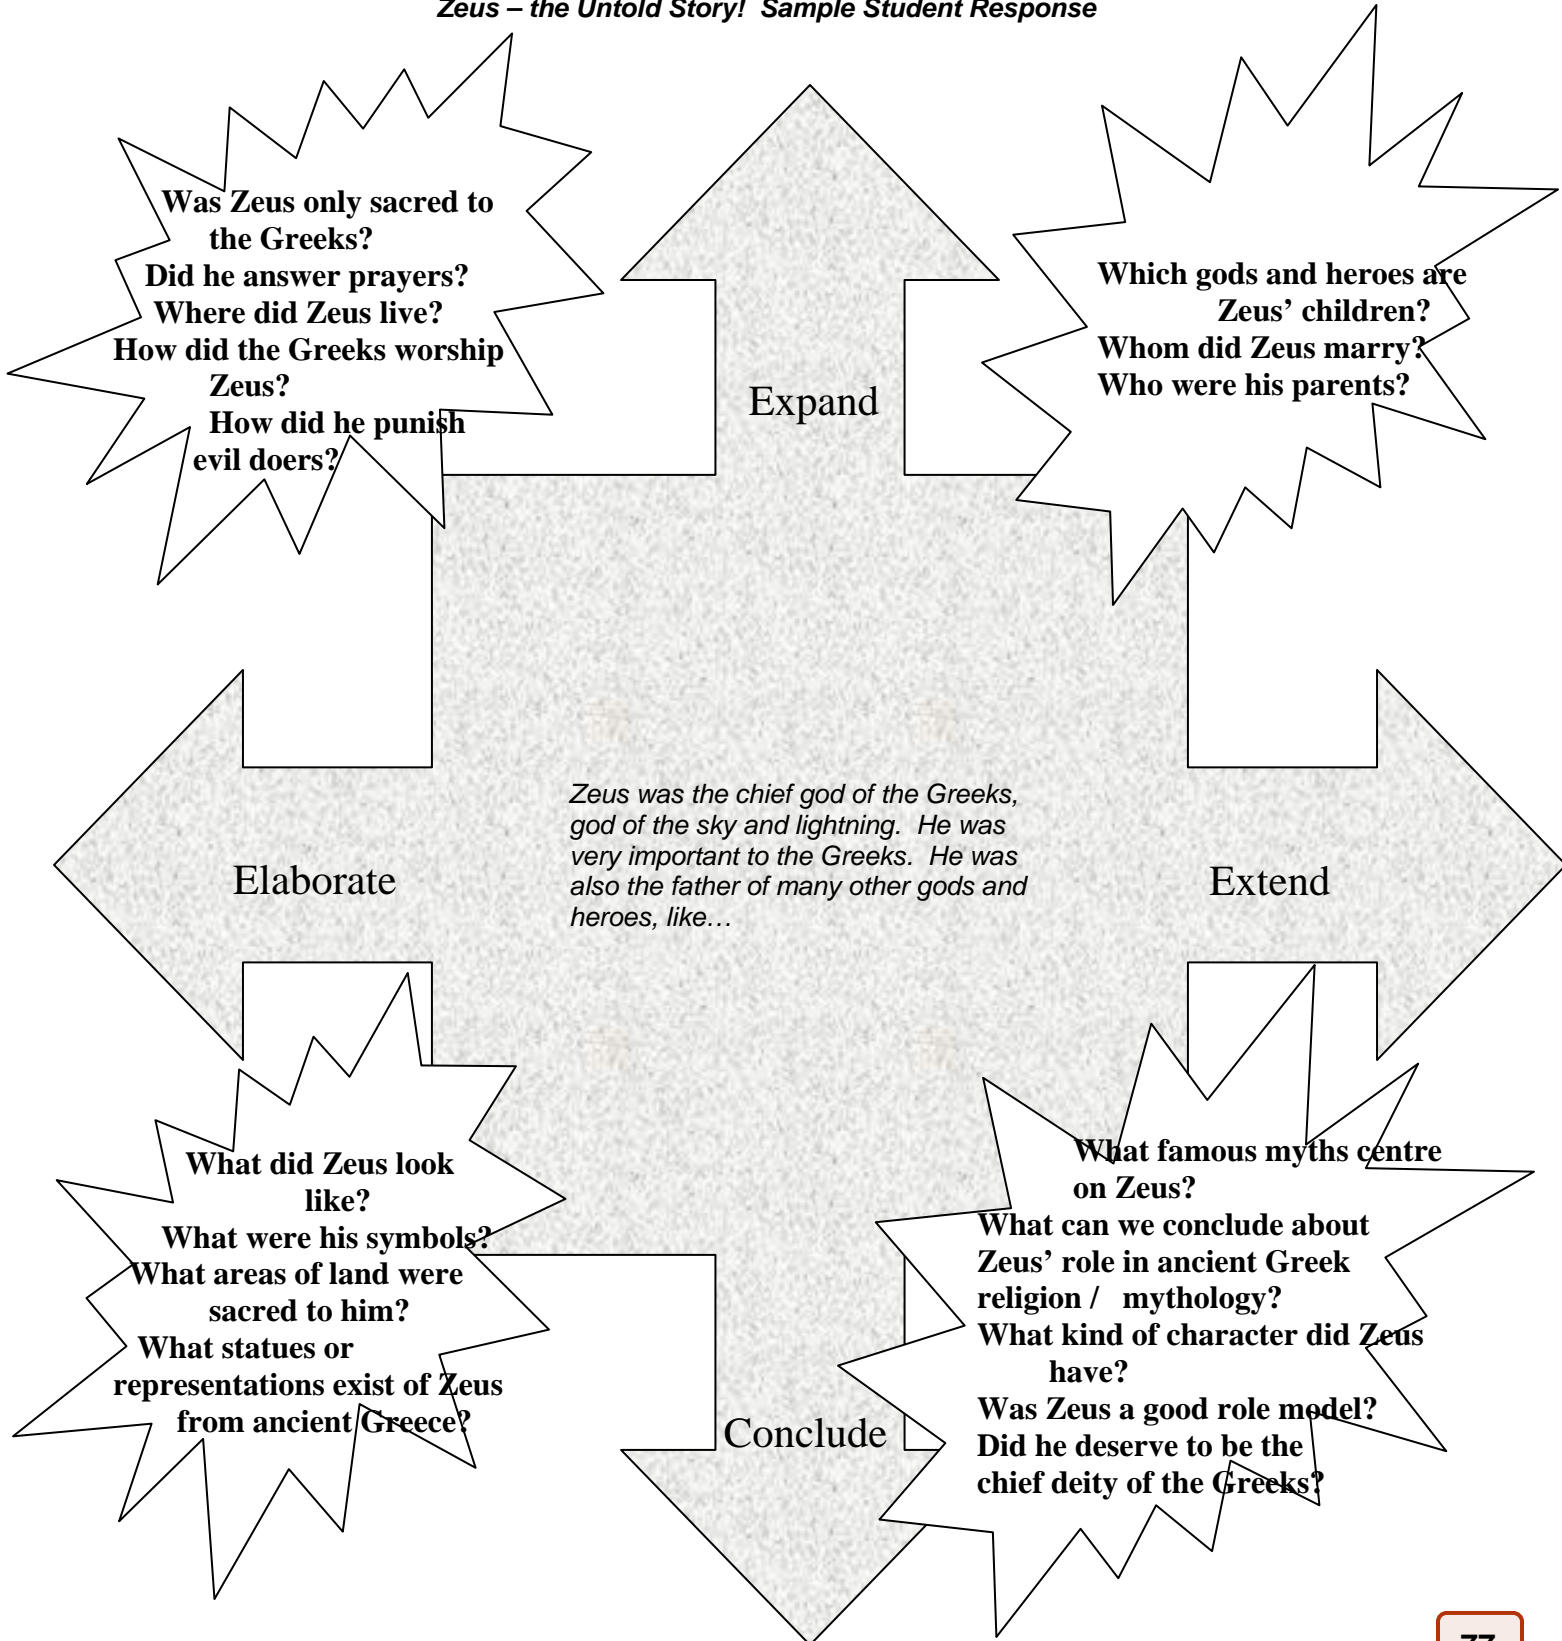 Zeus – the Untold Story! Sample Student Response
Was Zeus only sacred to
the Greeks?
Did he answer prayers?
Where did Zeus live?
How did the Greeks worship
Zeus?
How did he punish
evil doers?
Which gods and heroes are
Zeus’ children?
Whom did Zeus marry?
Who were his parents?
Expand
Elaborate
Zeus was the chief god of the Greeks,
god of the sky and lightning. He was
very important to the Greeks. He was
also the father of many other gods and
heroes, like…
Extend
What did Zeus look
like?
What were his symbols?
What areas of land were
sacred to him?
What statues or
representations exist of Zeus
from ancient Greece?
What famous myths centre
on Zeus?
What can we conclude about
Zeus’ role in ancient Greek
religion / mythology?
What kind of character did Zeus
have?
Was Zeus a good role model?
Did he deserve to be the
chief deity of the Greeks?
Conclude